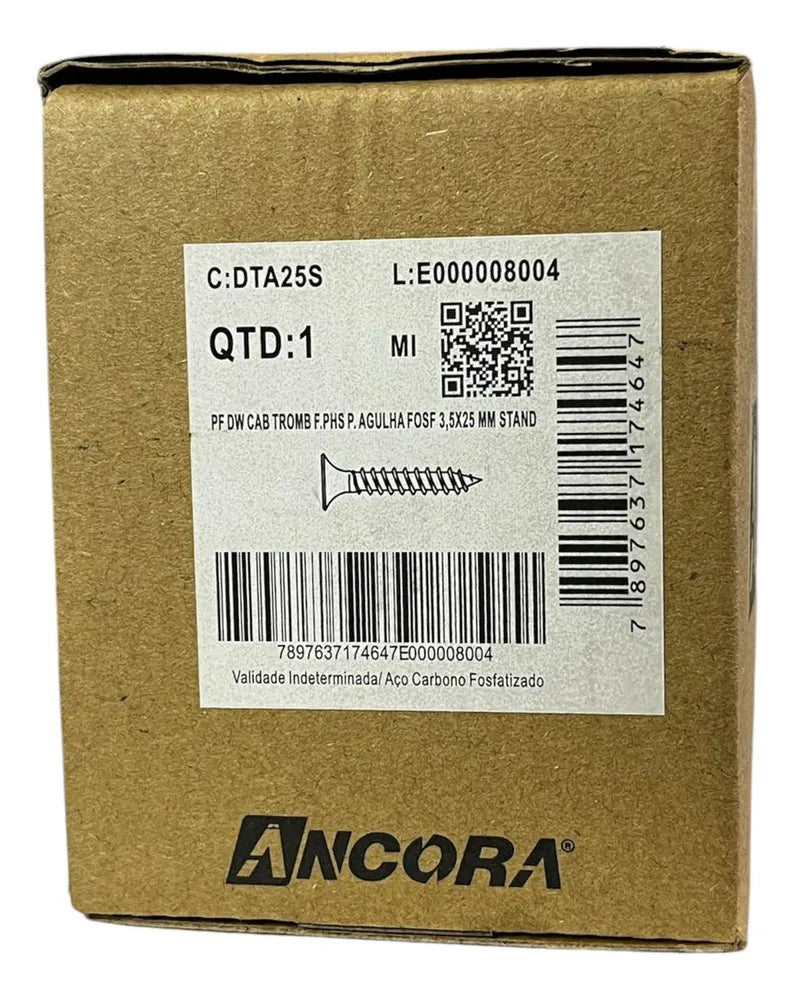 C:DTA25S L:E000008004
QTD:1 MI
PF DW CAB TROMB F.PHS P. AGULHA FOSF 3,5X25 MM STAND
7897637174647
7897637174647E000008004
Validade Indeterminada/ Aço Carbono Fosfatizado
ANCORA®